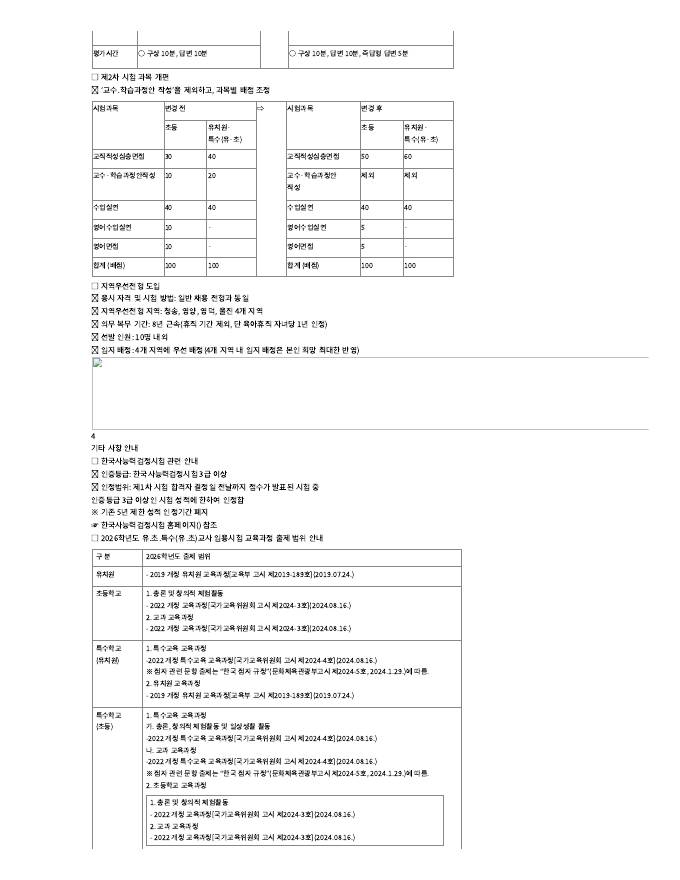 평가시간 ○ 구상 10분, 답변 10분 ○ 구상 10분, 답변 10분, 즉답형 답변 5분
□ 제2차 시험 과목 개편
☒ ‘교수.학습과정안 작성’을 제외하고, 과목별 배점 조정
시험과목 변경 전 ⇨ 시험과목 변경 후
초등 유치원· 초등 유치원·
특수(유·초) 특수(유·초)
교직적성심층면접 30 40 교직적성심층면접 50 60
교수·학습과정안작성 10 20 교수·학습과정안 제외 제외
작성
수업실연 40 40 수업실연 40 40
영어수업실연 10 - 영어수업실연 5 -
영어면접 10 - 영어면접 5 -
합계 (배점) 100 100 합계 (배점) 100 100
□ 지역우선전형 도입
☒ 응시 자격 및 시험 방법: 일반 채용 전형과 동일
☒ 지역우선전형 지역: 청송, 영양, 영덕, 울진 4개 지역
☒ 의무 복무 기간: 8년 근속(휴직 기간 제외, 단 육아휴직 자녀당 1년 인정)
☒ 선발 인원: 10명 내외
☒ 임지 배정: 4개 지역에 우선 배정(4개 지역 내 임지 배정은 본인 희망 최대한 반영)
4
기타 사항 안내
□ 한국사능력검정시험 관련 안내
☒ 인증등급: 한국사능력검정시험 3급 이상
☒ 인정범위: 제1차 시험 합격자 결정일 전날까지 점수가 발표된 시험 중
인증등급 3급 이상인 시험 성적에 한하여 인정함
※ 기존 5년 제한 성적 인정기간 폐지
☞ 한국사능력검정시험 홈페이지() 참조
□ 2026학년도 유.초.특수(유.초)교사 임용시험 교육과정 출제 범위 안내
구 분 2026학년도 출제 범위
유치원 - 2019 개정 유치원 교육과정[교육부 고시 제2019-189호](2019.07.24.)
초등학교 1. 총론 및 창의적 체험활동
- 2022 개정 교육과정[국가교육위원회 고시 제2024-3호](2024.08.16.)
2. 교과 교육과정
- 2022 개정 교육과정[국가교육위원회 고시 제2024-3호](2024.08.16.)
특수학교 1. 특수교육 교육과정
(유치원) -2022 개정 특수교육 교육과정[국가교육위원회 고시 제2024-4호](2024.08.16.)
※ 점자 관련 문항 출제는 “한국 점자 규정”(문화체육관광부고시 제2024-5호, 2024.1.29.)에 따름.
2. 유치원 교육과정
- 2019 개정 유치원 교육과정[교육부 고시 제2019-189호](2019.07.24.)
특수학교 1. 특수교육 교육과정
(초등) 가. 총론, 창의적 체험활동 및 일상생활 활동
-2022 개정 특수교육 교육과정[국가교육위원회 고시 제2024-4호](2024.08.16.)
나. 교과 교육과정
-2022 개정 특수교육 교육과정[국가교육위원회 고시 제2024-4호](2024.08.16.)
※ 점자 관련 문항 출제는 “한국 점자 규정”(문화체육관광부고시 제2024-5호, 2024.1.29.)에 따름.
2. 초등학교 교육과정
1. 총론 및 창의적 체험활동
- 2022 개정 교육과정[국가교육위원회 고시 제2024-3호](2024.08.16.)
2. 교과 교육과정
- 2022 개정 교육과정[국가교육위원회 고시 제2024-3호](2024.08.16.)